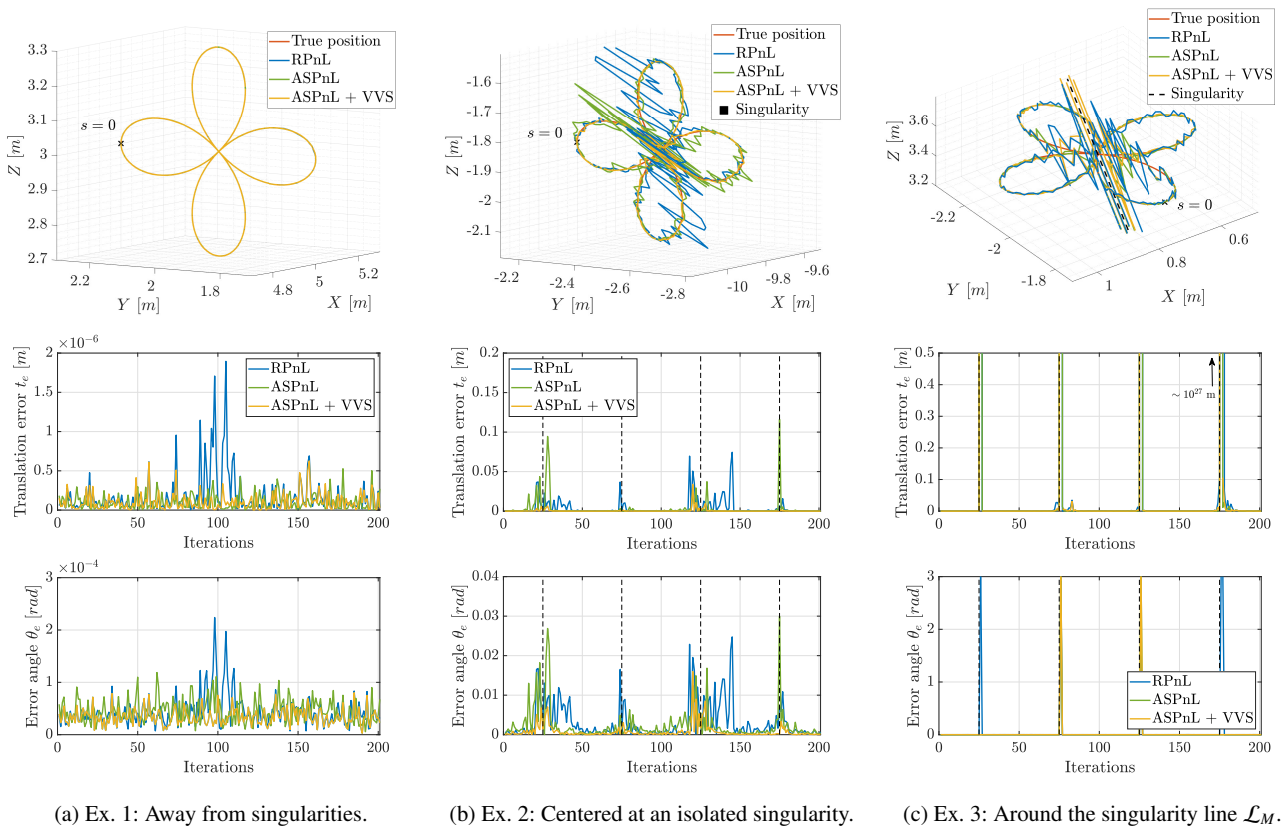 True position
RPnL
ASPnL
ASPnL + VVS
s = 0
3.3
3.2
3.1
3
2.9
2.8
2.7
Z [m]
2.2
2
1.8
Y [m]
4.8
5
5.2
X [m]
True position
RPnL
ASPnL
ASPnL + VVS
Singularity
s = 0
-1.6
-1.7
-1.8
-1.9
-2
-2.1
Z [m]
-2.2
-2.4
-2.6
-2.8
Y [m]
-10
-9.8
-9.6
X [m]
True position
RPnL
ASPnL
ASPnL + VVS
Singularity
s = 0
3.6
3.4
3.2
Z [m]
-2.2
-2
-1.8
Y [m]
1
0.8
0.6
X [m]
×10⁻⁶
2
1.5
1
0.5
0
Translation error tₑ [m]
RPnL
ASPnL
ASPnL + VVS
0 50 100 150 200
Iterations
0.2
0.15
0.1
0.05
0
Translation error tₑ [m]
RPnL
ASPnL
ASPnL + VVS
0 50 100 150 200
Iterations
0.5
0.4
0.3
0.2
0.1
0
Translation error tₑ [m]
~ 10²⁷ m
0 50 100 150 200
Iterations
×10⁻⁴
3
2
1
0
Error angle θₑ [rad]
0 50 100 150 200
Iterations
0.04
0.03
0.02
0.01
0
Error angle θₑ [rad]
0 50 100 150 200
Iterations
3
2
1
0
Error angle θₑ [rad]
RPnL
ASPnL
ASPnL + VVS
0 50 100 150 200
Iterations
(a) Ex. 1: Away from singularities.
(b) Ex. 2: Centered at an isolated singularity.
(c) Ex. 3: Around the singularity line 𝓛_M.